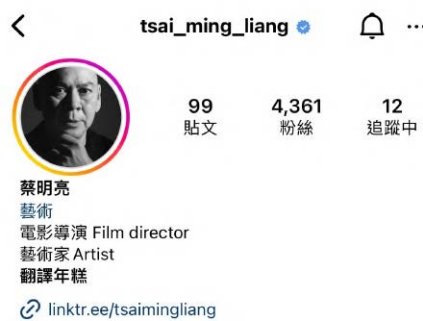 tsai_ming_liang
99 4,361 12
貼文 粉絲 追蹤中
蔡明亮
藝術
電影導演 Film director
藝術家 Artist
翻譯年糕
linktr.ee/tsaimingliang